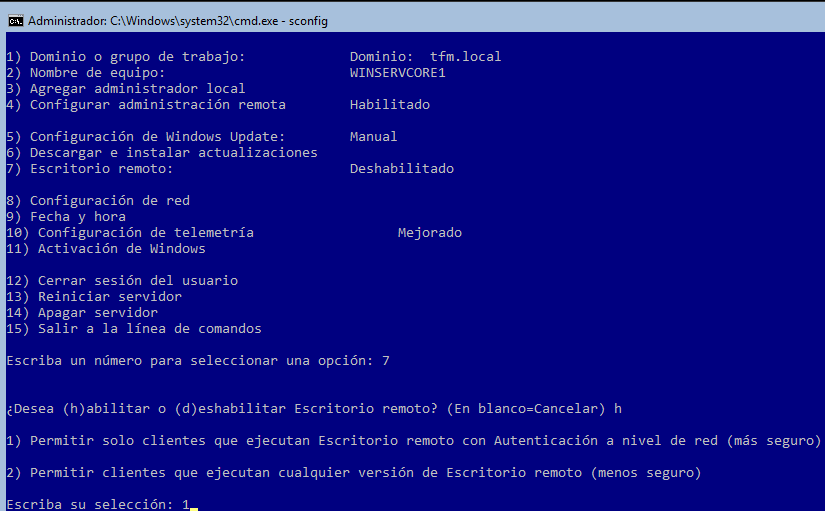 Administrador: C:\Windows\system32\cmd.exe - sconfig
1) Dominio o grupo de trabajo: Dominio: tfm.local
2) Nombre de equipo: WINSERVCORE1
3) Agregar administrador local
4) Configurar administración remota Habilitado
5) Configuración de Windows Update: Manual
6) Descargar e instalar actualizaciones
7) Escritorio remoto: Deshabilitado
8) Configuración de red
9) Fecha y hora
10) Configuración de telemetría Mejorado
11) Activación de Windows
12) Cerrar sesión del usuario
13) Reiniciar servidor
14) Apagar servidor
15) Salir a la línea de comandos
Escriba un número para seleccionar una opción: 7
¿Desea (h)abilitar o (d)eshabilitar Escritorio remoto? (En blanco=Cancelar) h
1) Permitir solo clientes que ejecutan Escritorio remoto con Autenticación a nivel de red (más seguro)
2) Permitir clientes que ejecutan cualquier versión de Escritorio remoto (menos seguro)
Escriba su selección: 1